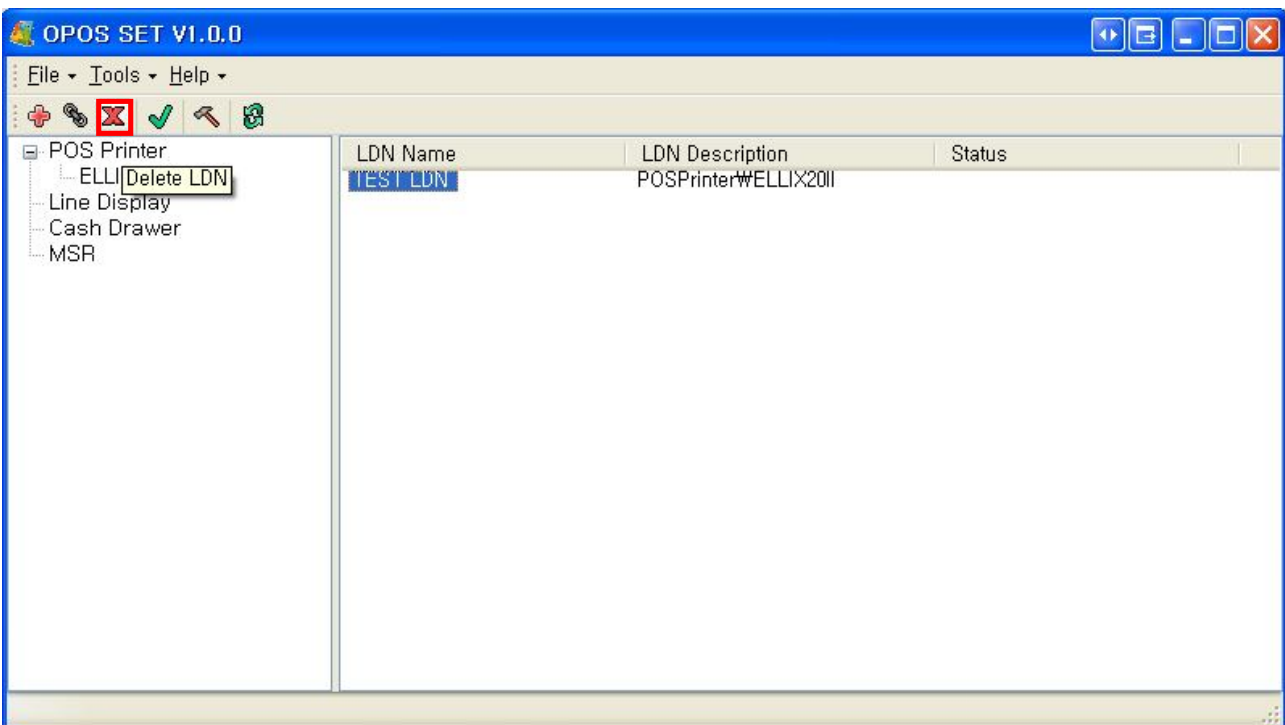 OPOS SET V1.0.0
File Tools Help
POS Printer
Delete LDN
Line Display
Cash Drawer
MSR
LDN Name LDN Description Status
TEST LDN POSPrinter₩ELLIX20II